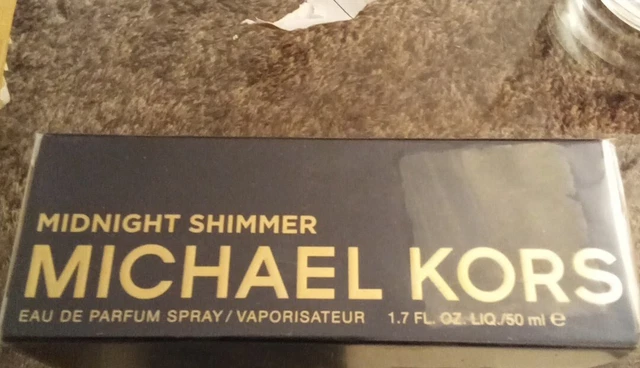 MIDNIGHT SHIMMER
MICHAEL KORS
EAU DE PARFUM SPRAY / VAPORISATEUR 1.7 FL. OZ. LIQ./50 ml ℮